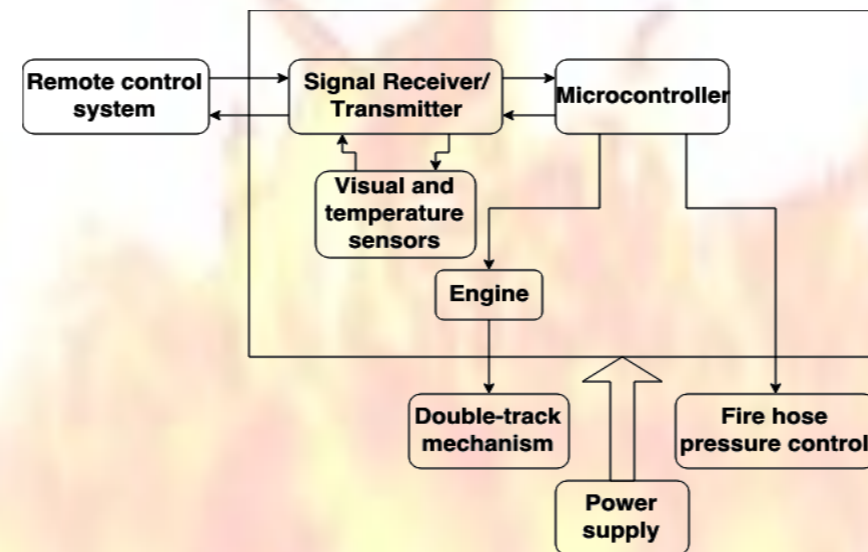 Remote control
system
Signal Receiver/
Transmitter
Microcontroller
Visual and
temperature
sensors
Engine
Double-track
mechanism
Fire hose
pressure control
Power
supply